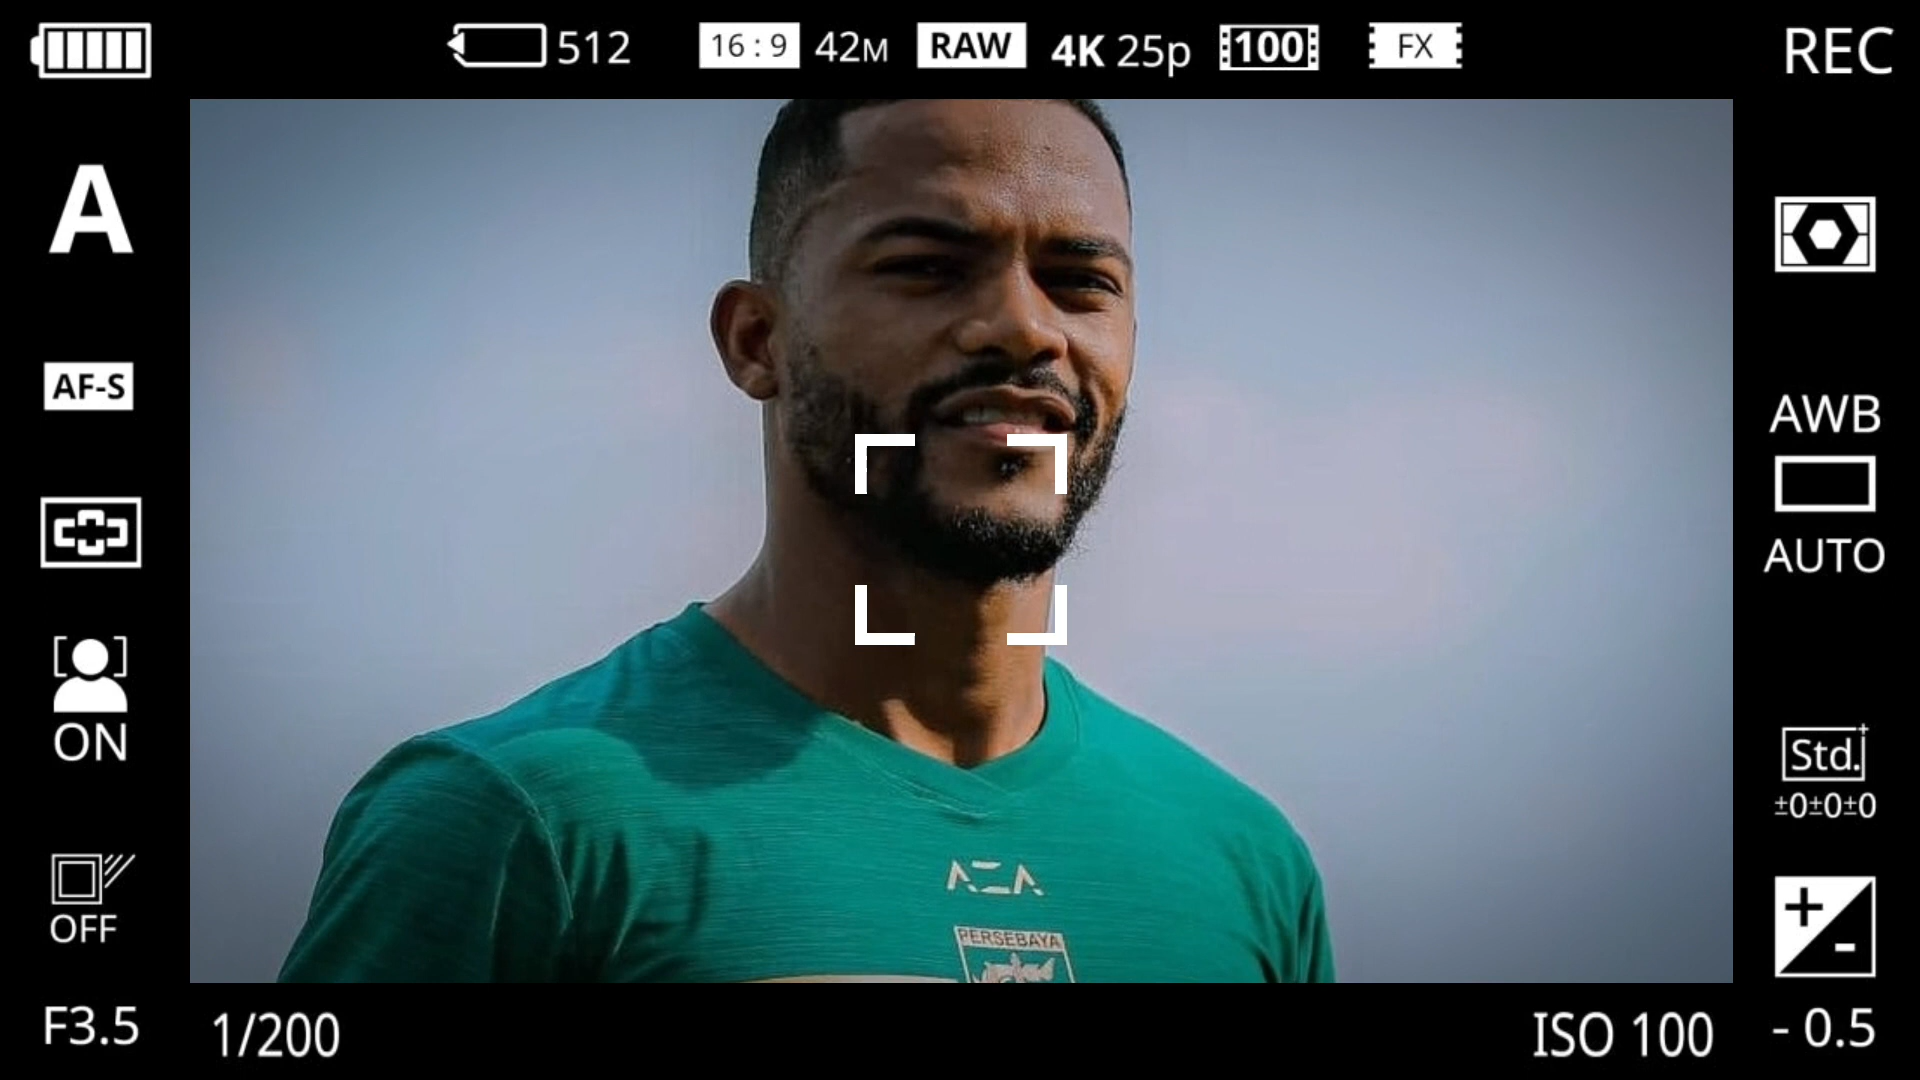 512
16 : 9
42M
RAW
4K 25p
100
FX
REC
A
AF-S
ON
OFF
AWB
AUTO
Std.+
±0±0±0
+
-
AZA
PERSEBAYA
F3.5
1/200
ISO 100
- 0.5